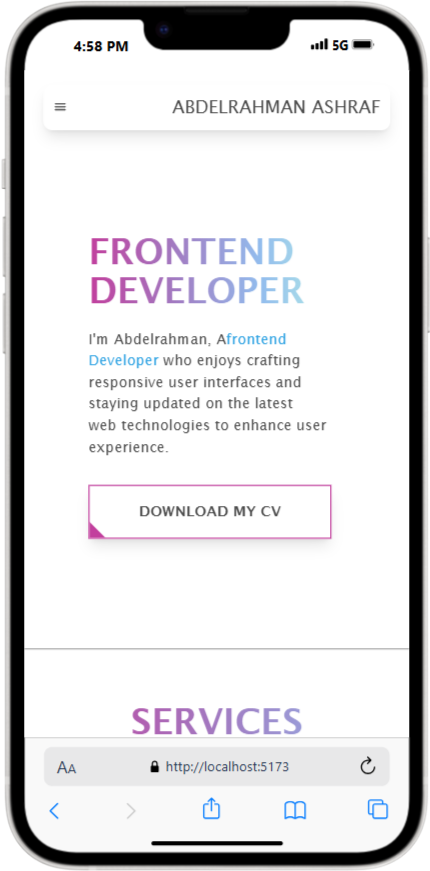 4:58 PM 5G
ABDELRAHMAN ASHRAF
FRONTEND
DEVELOPER
I'm Abdelrahman, Afrontend
Developer who enjoys crafting
responsive user interfaces and
staying updated on the latest
web technologies to enhance user
experience.
DOWNLOAD MY CV
SERVICES
AA http://localhost:5173